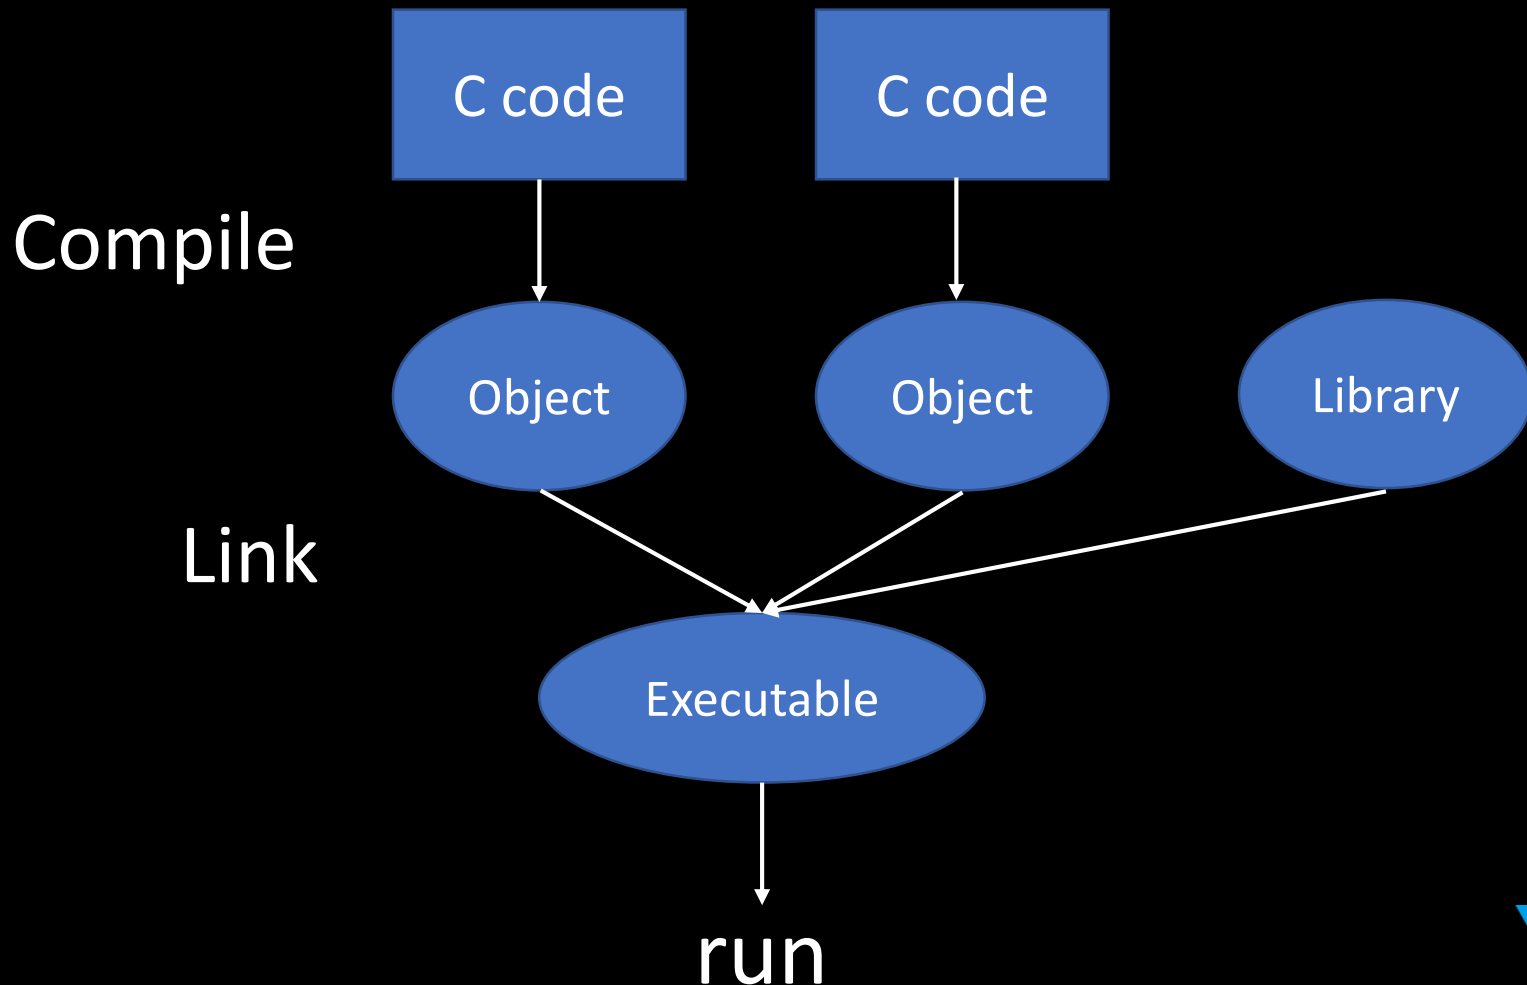 C code
C code
Compile
Object
Object
Library
Link
Executable
run